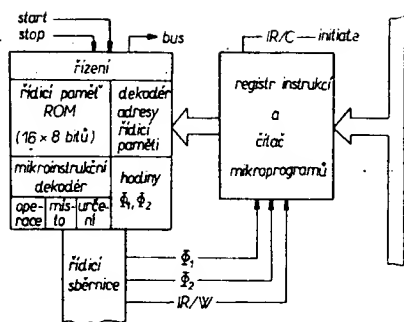 start
stop
bus
IR/C
initiate
řízení
řídicí paměť
ROM
(16 x 8 bitů)
dekodér
adresy
řídicí
paměti
mikroinstrukční
dekodér
ope-
race
mís-
to
urče-
ní
hodiny
Φ1, Φ2
registr instrukcí
a
čítač
mikroprogramů
řídicí
sběrnice
Φ1
Φ2
IR/W